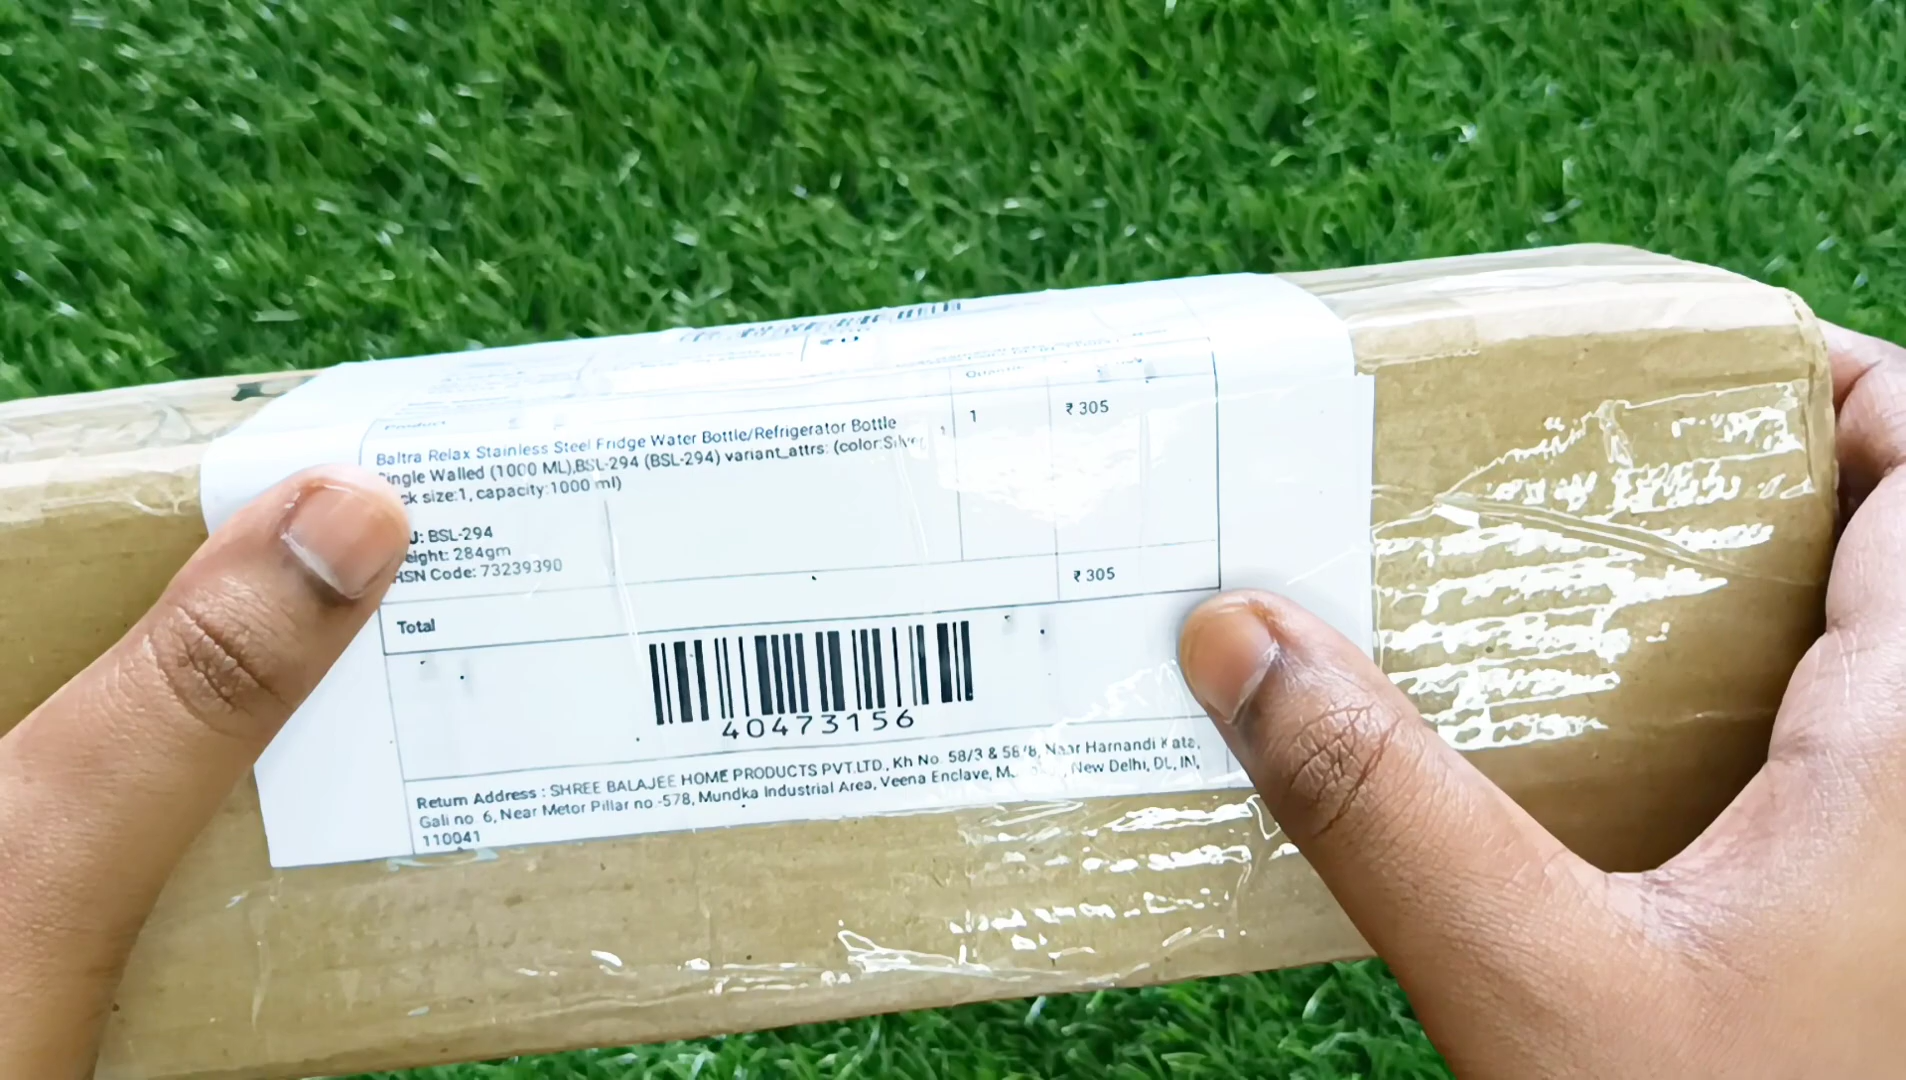 ₹0
Product
1
₹ 305
Baltra Relax Stainless Steel Fridge Water Bottle/Refrigerator Bottle
Single Walled (1000 ML),BSL-294 (BSL-294) variant_attrs: (color:Silver,
size:1, capacity:1000 ml)
BSL-294
284gm
HSN Code: 73239390
Total
₹ 305
40473156
Return Address : SHREE BALAJEE HOME PRODUCTS PVT.LTD., Kh No. 58/3 & 58/8, Near Harnandi Kata,
Gali no. 6, Near Metor Pillar no -578, Mundka Industrial Area, Veena Enclave, New Delhi, DL, IN,
110041